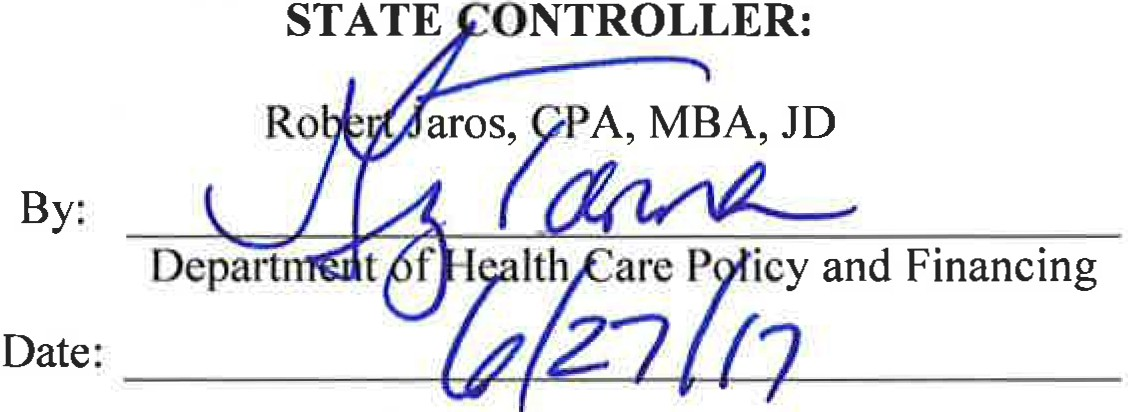 STATE CONTROLLER:
Robert Jaros, CPA, MBA, JD
By:
Department of Health Care Policy and Financing
Date: 6/27/17